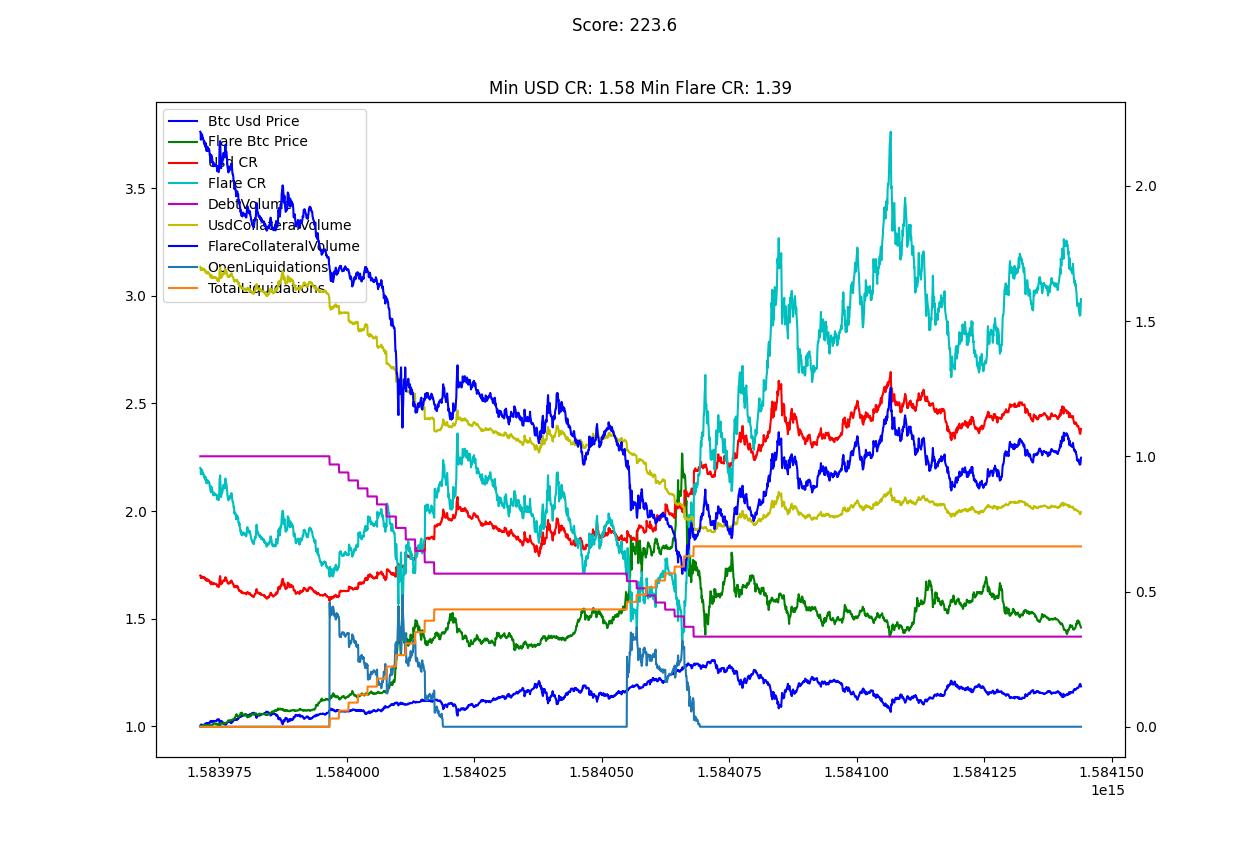 Score: 223.6
Min USD CR: 1.58 Min Flare CR: 1.39
Btc Usd Price
Flare Btc Price
Usd CR
Flare CR
DebtVolume
UsdCollateralVolume
FlareCollateralVolume
OpenLiquidations
TotalLiquidations
3.5
3.0
2.5
2.0
1.5
1.0
2.0
1.5
1.0
0.5
0.0
1.583975
1.584000
1.584025
1.584050
1.584075
1.584100
1.584125
1.584150
1e15